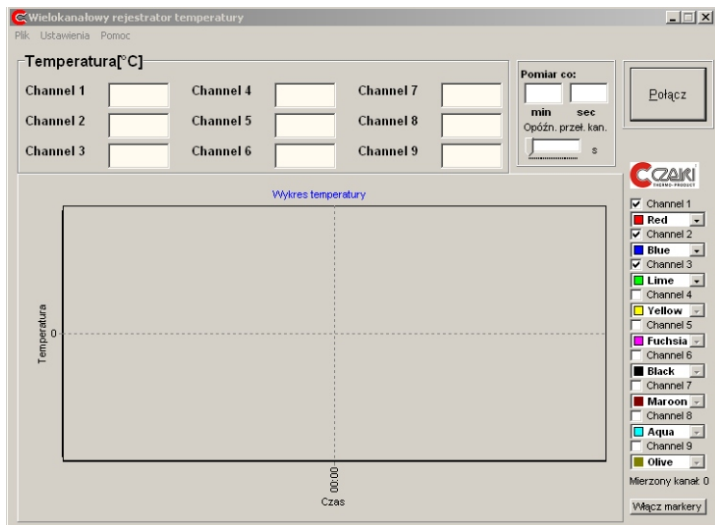 Wielokanałowy rejestrator temperatury
Plik Ustawienia Pomoc
Temperatura[°C]
Channel 1
Channel 4
Channel 7
Channel 2
Channel 5
Channel 8
Channel 3
Channel 6
Channel 9
Pomiar co:
min sec
Opóźn. przeł. kan.
s
Połącz
CZAKI
THERMO-PRODUCT
Wykres temperatury
Temperatura
0
00:00
Czas
Channel 1
Red
Channel 2
Blue
Channel 3
Lime
Channel 4
Yellow
Channel 5
Fuchsia
Channel 6
Black
Channel 7
Maroon
Channel 8
Aqua
Channel 9
Olive
Mierzony kanał: 0
Włącz markery